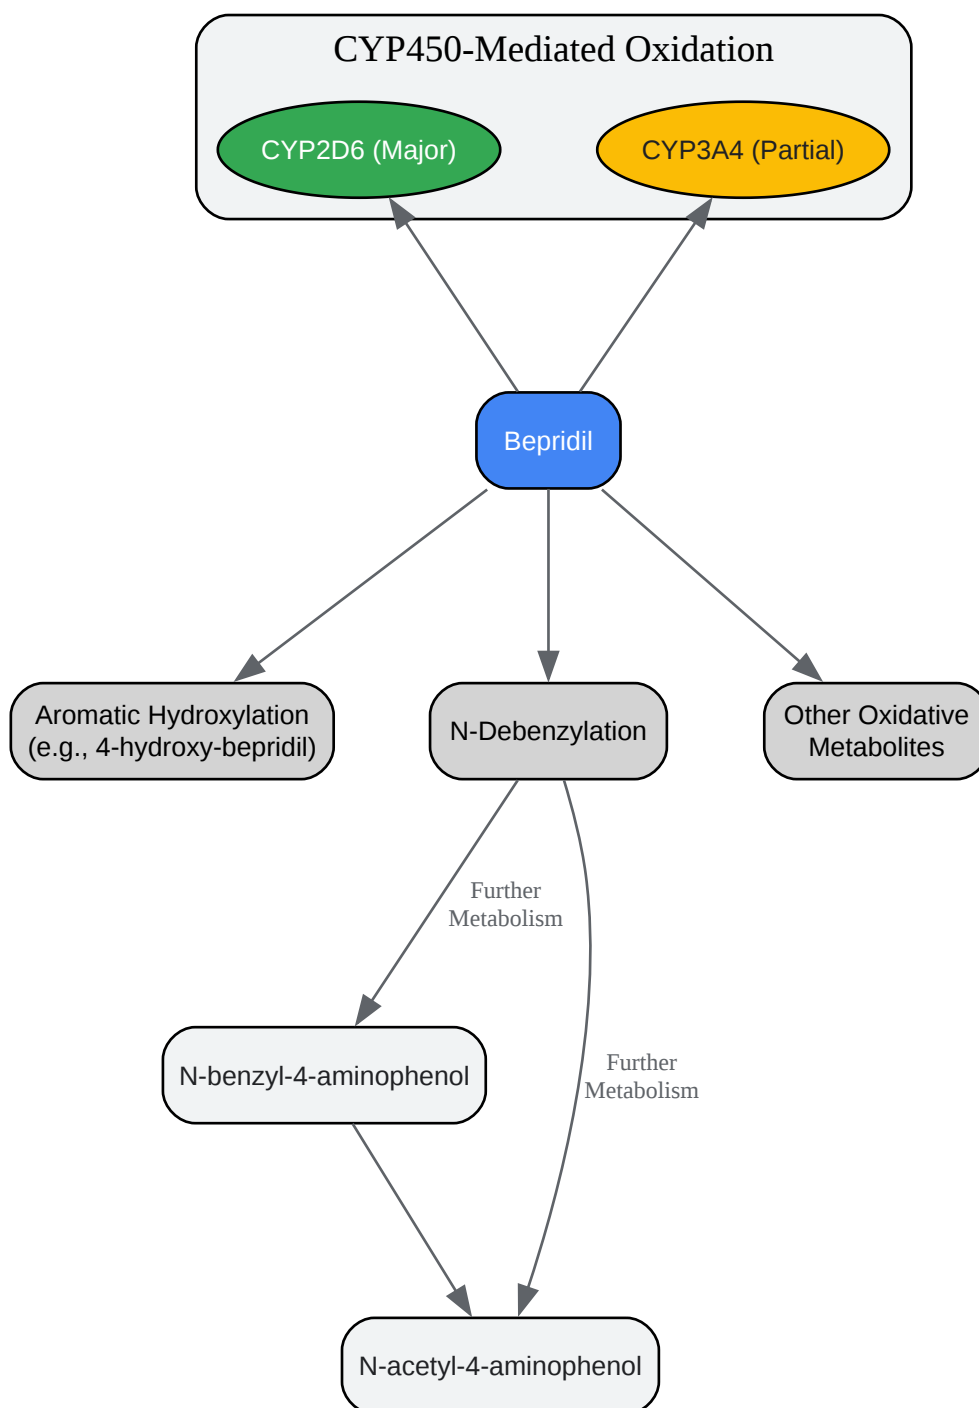 CYP450-Mediated Oxidation
CYP2D6 (Major)
CYP3A4 (Partial)
Bepridil
Aromatic Hydroxylation
(e.g., 4-hydroxy-bepridil)
N-Debenzylation
Other Oxidative
Metabolites
Further
Metabolism
N-benzyl-4-aminophenol
Further
Metabolism
N-acetyl-4-aminophenol